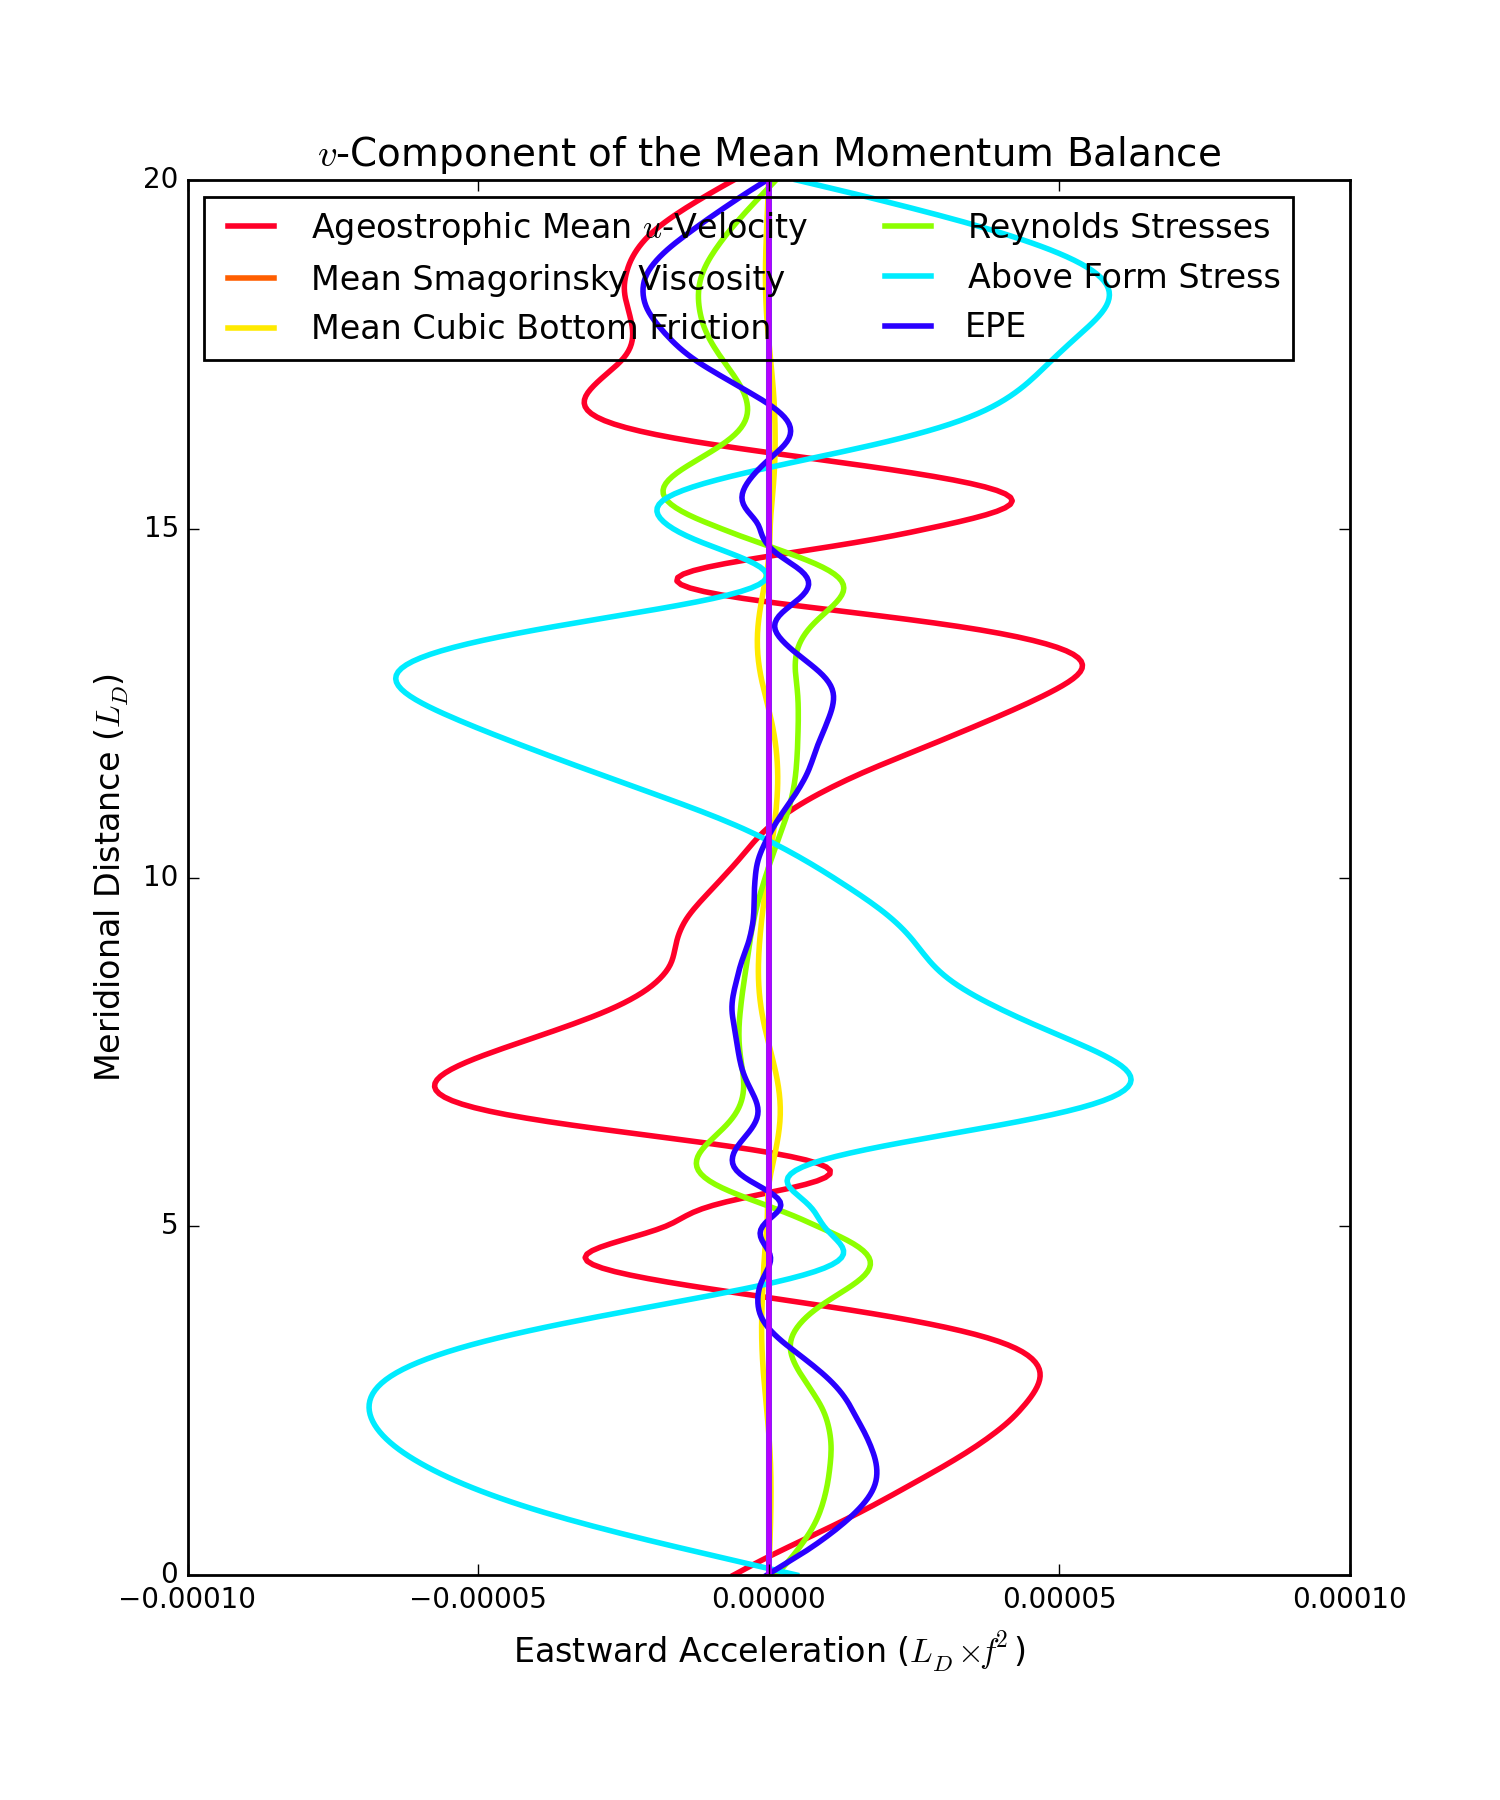 v-Component of the Mean Momentum Balance
20
Ageostrophic Mean u-Velocity
Mean Smagorinsky Viscosity
Mean Cubic Bottom Friction
Reynolds Stresses
Above Form Stress
EPE
15
10
5
0
Meridional Distance (L_D)
−0.00010 −0.00005 0.00000 0.00005 0.00010
Eastward Acceleration (L_D × f²)